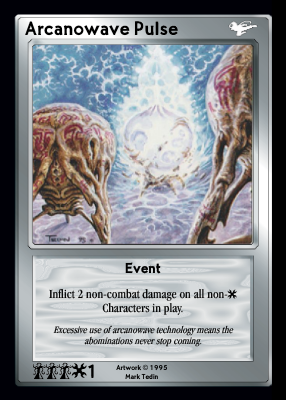 Arcanowave Pulse
Event
Inflict 2 non-combat damage on all non-
Characters in play.
Excessive use of arcanowave technology means the
abominations never stop coming.
1
Artwork © 1995
Mark Tedin